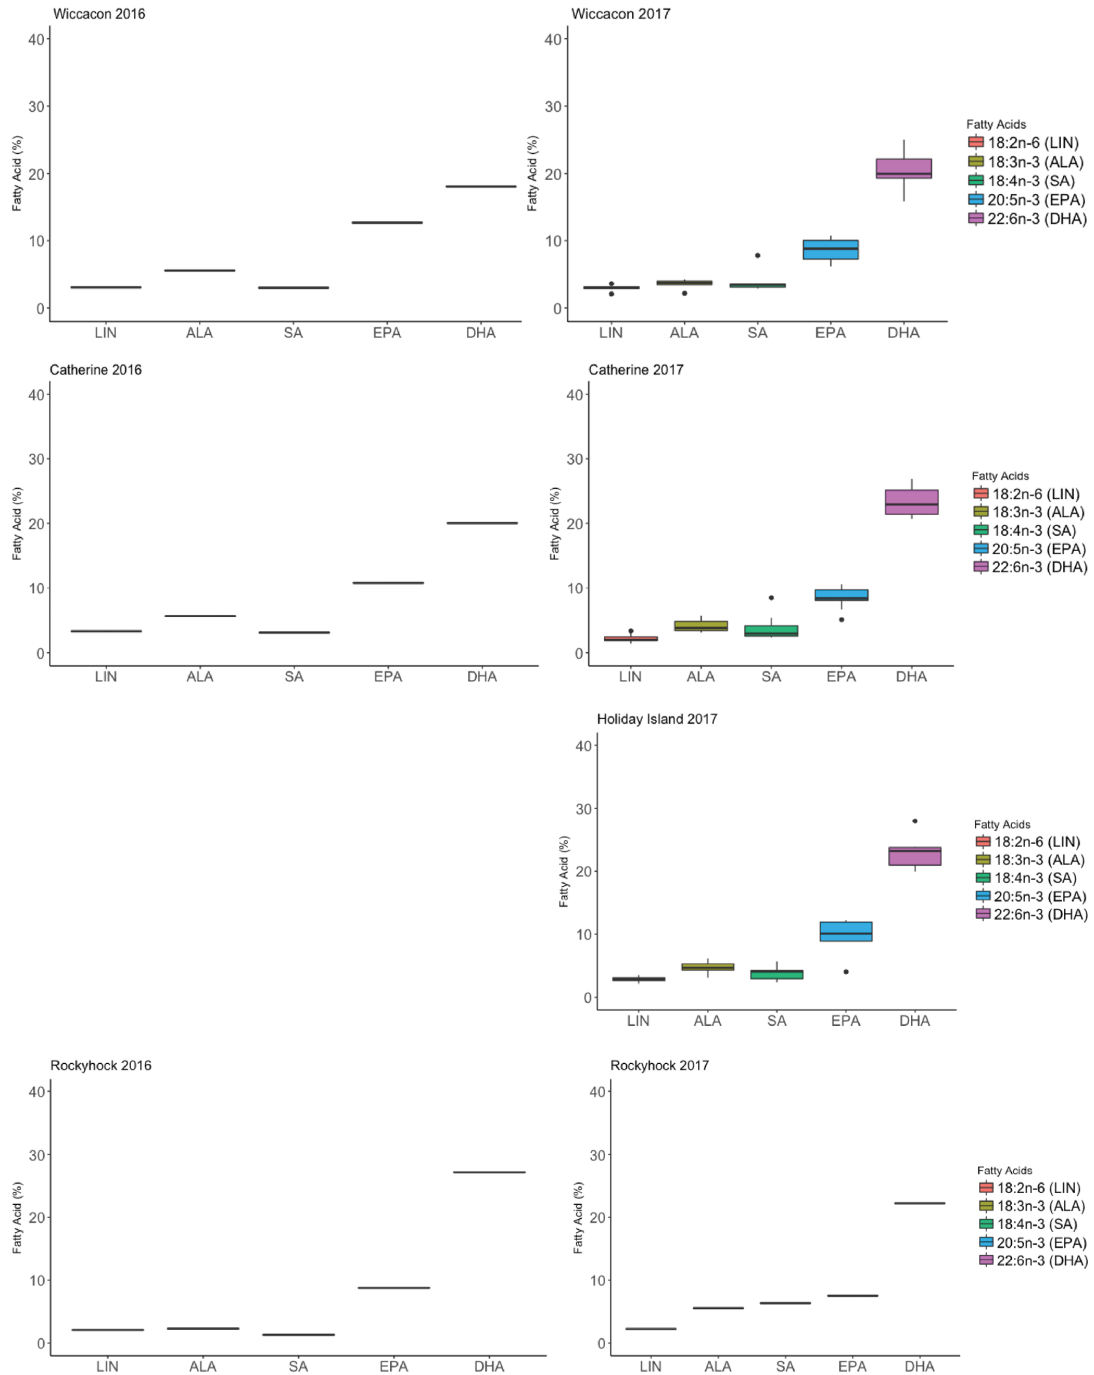 Wiccacon 2016
Fatty Acid (%)
40
30
20
10
0
LIN ALA SA EPA DHA
Wiccacon 2017
Fatty Acid (%)
40
30
20
10
0
LIN ALA SA EPA DHA
Fatty Acids
18:2n-6 (LIN)
18:3n-3 (ALA)
18:4n-3 (SA)
20:5n-3 (EPA)
22:6n-3 (DHA)
Catherine 2016
Fatty Acid (%)
40
30
20
10
0
LIN ALA SA EPA DHA
Catherine 2017
Fatty Acid (%)
40
30
20
10
0
LIN ALA SA EPA DHA
Fatty Acids
18:2n-6 (LIN)
18:3n-3 (ALA)
18:4n-3 (SA)
20:5n-3 (EPA)
22:6n-3 (DHA)
Holiday Island 2017
Fatty Acid (%)
40
30
20
10
0
LIN ALA SA EPA DHA
Fatty Acids
18:2n-6 (LIN)
18:3n-3 (ALA)
18:4n-3 (SA)
20:5n-3 (EPA)
22:6n-3 (DHA)
Rockyhock 2016
Fatty Acid (%)
40
30
20
10
0
LIN ALA SA EPA DHA
Rockyhock 2017
Fatty Acid (%)
40
30
20
10
0
LIN ALA SA EPA DHA
Fatty Acids
18:2n-6 (LIN)
18:3n-3 (ALA)
18:4n-3 (SA)
20:5n-3 (EPA)
22:6n-3 (DHA)